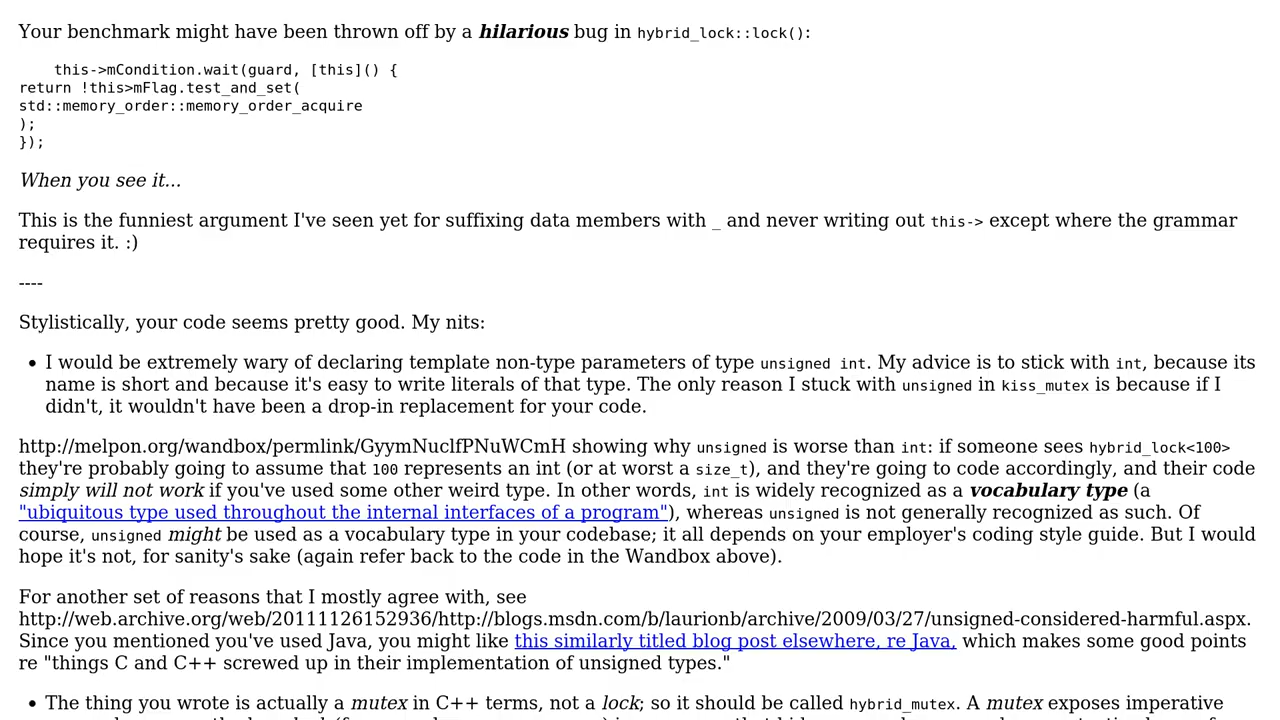 Your benchmark might have been thrown off by a hilarious bug in hybrid_lock::lock():
this->mCondition.wait(guard, [this]() {
return !this>mFlag.test_and_set(
std::memory_order::memory_order_acquire
);
});
When you see it...
This is the funniest argument I've seen yet for suffixing data members with _ and never writing out this-> except where the grammar
requires it. :)
----
Stylistically, your code seems pretty good. My nits:
• I would be extremely wary of declaring template non-type parameters of type unsigned int. My advice is to stick with int, because its
name is short and because it's easy to write literals of that type. The only reason I stuck with unsigned in kiss_mutex is because if I
didn't, it wouldn't have been a drop-in replacement for your code.
http://melpon.org/wandbox/permlink/GyymNuclfPNuWCmH showing why unsigned is worse than int: if someone sees hybrid_lock<100>
they're probably going to assume that 100 represents an int (or at worst a size_t), and they're going to code accordingly, and their code
simply will not work if you've used some other weird type. In other words, int is widely recognized as a vocabulary type (a
"ubiquitous type used throughout the internal interfaces of a program"), whereas unsigned is not generally recognized as such. Of
course, unsigned might be used as a vocabulary type in your codebase; it all depends on your employer's coding style guide. But I would
hope it's not, for sanity's sake (again refer back to the code in the Wandbox above).
For another set of reasons that I mostly agree with, see
http://web.archive.org/web/20111126152936/http://blogs.msdn.com/b/laurionb/archive/2009/03/27/unsigned-considered-harmful.aspx.
Since you mentioned you've used Java, you might like this similarly titled blog post elsewhere, re Java, which makes some good points
re "things C and C++ screwed up in their implementation of unsigned types."
• The thing you wrote is actually a mutex in C++ terms, not a lock; so it should be called hybrid_mutex. A mutex exposes imperative